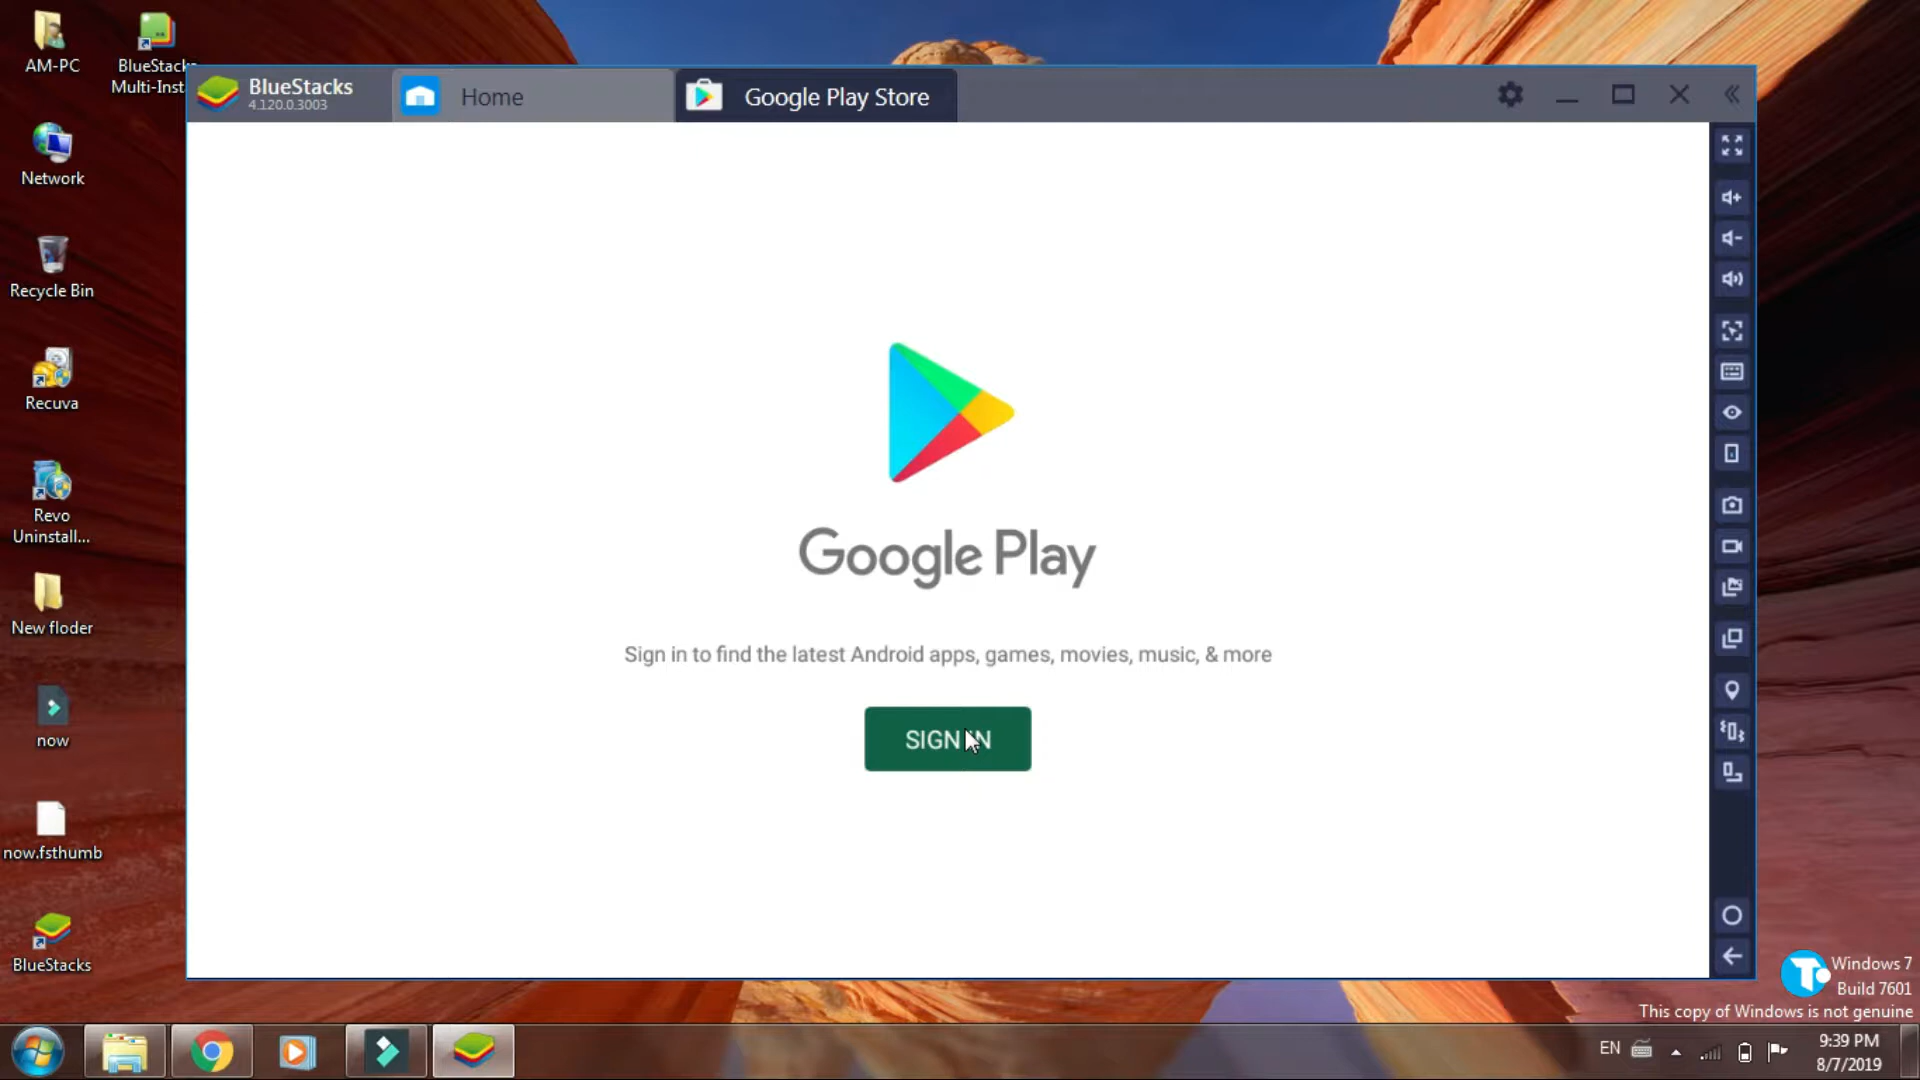 AM-PC
BlueStacks
Multi-Inst
Network
Recycle Bin
Recuva
Revo
Uninstall...
New floder
now
now.fsthumb
BlueStacks
BlueStacks
4.120.0.3003
Home
Google Play Store
Google Play
Sign in to find the latest Android apps, games, movies, music, & more
SIGN IN
Windows 7
Build 7601
This copy of Windows is not genuine
EN
9:39 PM
8/7/2019